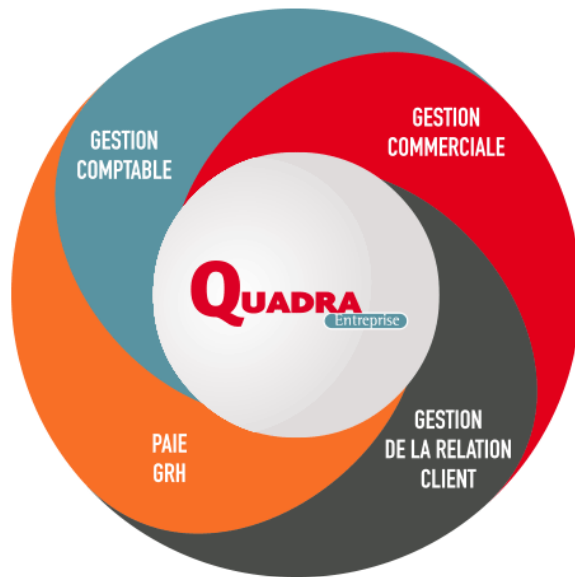 GESTION
COMPTABLE
GESTION
COMMERCIALE
QUADRA
Entreprise
PAIE
GRH
GESTION
DE LA RELATION
CLIENT